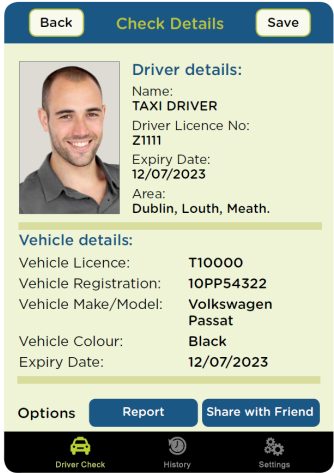 Back
Check Details
Save
Driver details:
Name:
TAXI DRIVER
Driver Licence No:
Z1111
Expiry Date:
12/07/2023
Area:
Dublin, Louth, Meath.
Vehicle details:
Vehicle Licence: T10000
Vehicle Registration: 10PP54322
Vehicle Make/Model: Volkswagen
Passat
Vehicle Colour: Black
Expiry Date: 12/07/2023
Options Report Share with Friend
Driver Check History Settings